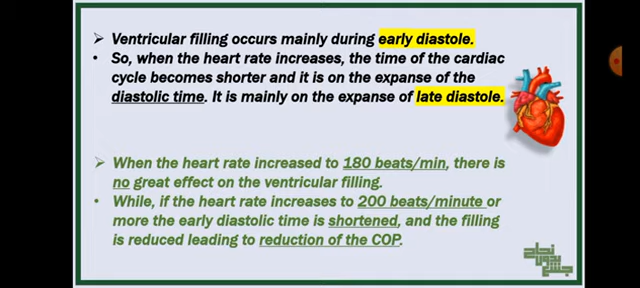 ➢ Ventricular filling occurs mainly during early diastole.
• So, when the heart rate increases, the time of the cardiac
cycle becomes shorter and it is on the expanse of the
diastolic time. It is mainly on the expanse of late diastole.
➢ When the heart rate increased to 180 beats/min, there is
no great effect on the ventricular filling.
• While, if the heart rate increases to 200 beats/minute or
more the early diastolic time is shortened, and the filling
is reduced leading to reduction of the COP.